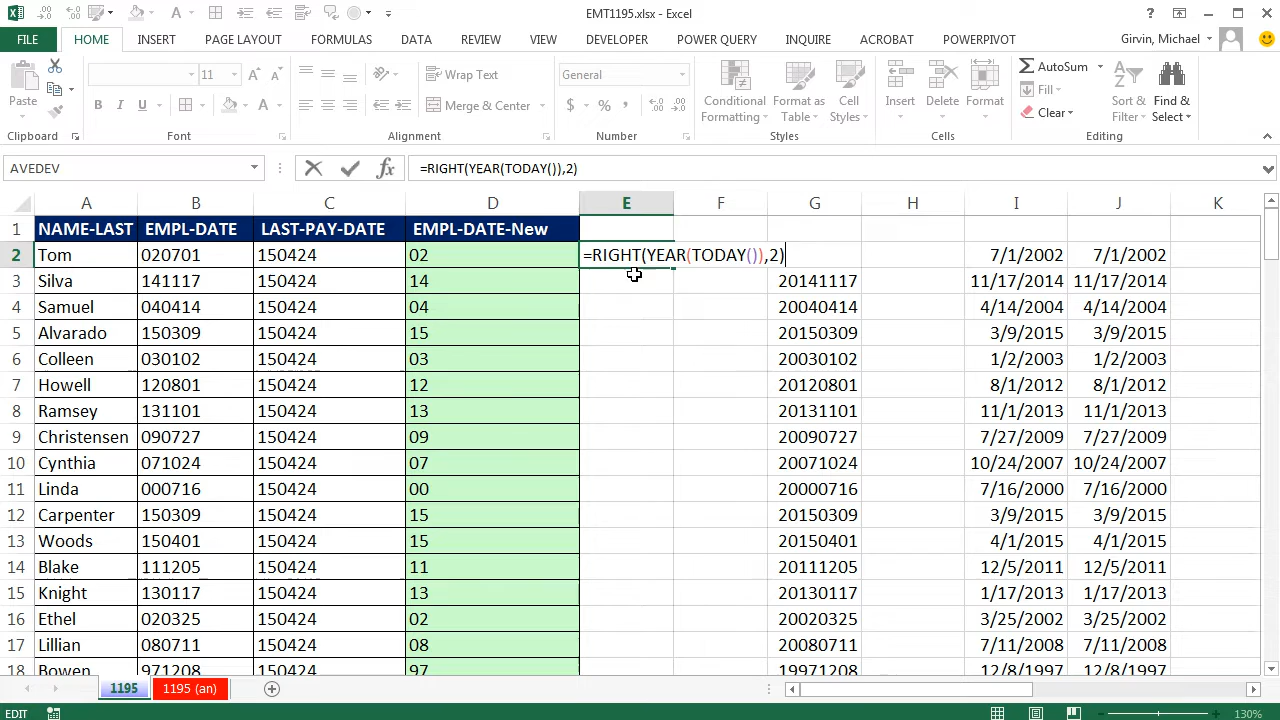 EMT1195.xlsx - Excel
FILE HOME INSERT PAGE LAYOUT FORMULAS DATA REVIEW VIEW DEVELOPER POWER QUERY INQUIRE ACROBAT POWERPIVOT Girvin, Michael
Paste
Clipboard
11
Font
Wrap Text
Merge & Center
Alignment
General
Number
Conditional Formatting
Format as Table
Cell Styles
Styles
Insert Delete Format
Cells
AutoSum
Fill
Clear
Sort & Filter
Find & Select
Editing
AVEDEV =RIGHT(YEAR(TODAY()),2)
A B C D E F G H I J K
1 NAME-LAST EMPL-DATE LAST-PAY-DATE EMPL-DATE-New
2 Tom 020701 150424 02 =RIGHT(YEAR(TODAY()),2) 7/1/2002 7/1/2002
3 Silva 141117 150424 14 20141117 11/17/2014 11/17/2014
4 Samuel 040414 150424 04 20040414 4/14/2004 4/14/2004
5 Alvarado 150309 150424 15 20150309 3/9/2015 3/9/2015
6 Colleen 030102 150424 03 20030102 1/2/2003 1/2/2003
7 Howell 120801 150424 12 20120801 8/1/2012 8/1/2012
8 Ramsey 131101 150424 13 20131101 11/1/2013 11/1/2013
9 Christensen 090727 150424 09 20090727 7/27/2009 7/27/2009
10 Cynthia 071024 150424 07 20071024 10/24/2007 10/24/2007
11 Linda 000716 150424 00 20000716 7/16/2000 7/16/2000
12 Carpenter 150309 150424 15 20150309 3/9/2015 3/9/2015
13 Woods 150401 150424 15 20150401 4/1/2015 4/1/2015
14 Blake 111205 150424 11 20111205 12/5/2011 12/5/2011
15 Knight 130117 150424 13 20130117 1/17/2013 1/17/2013
16 Ethel 020325 150424 02 20020325 3/25/2002 3/25/2002
17 Lillian 080711 150424 08 20080711 7/11/2008 7/11/2008
18 Bowen 971208 150424 97 19971208 12/8/1997 12/8/1997
1195 1195 (an)
EDIT 130%